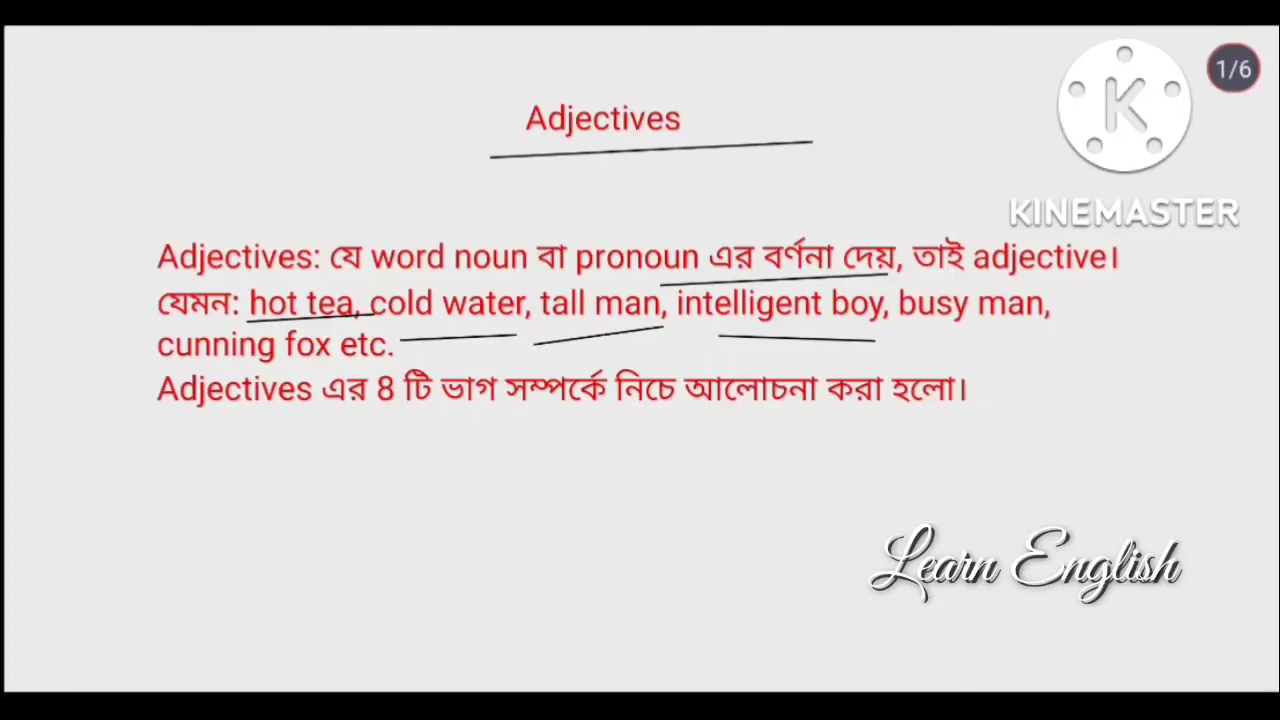 1/6
Adjectives
KINEMASTER
Adjectives: যে word noun বা pronoun এর বর্ণনা দেয়, তাই adjective।
যেমন: hot tea, cold water, tall man, intelligent boy, busy man,
cunning fox etc.
Adjectives এর 8 টি ভাগ সম্পর্কে নিচে আলোচনা করা হলো।
Learn English